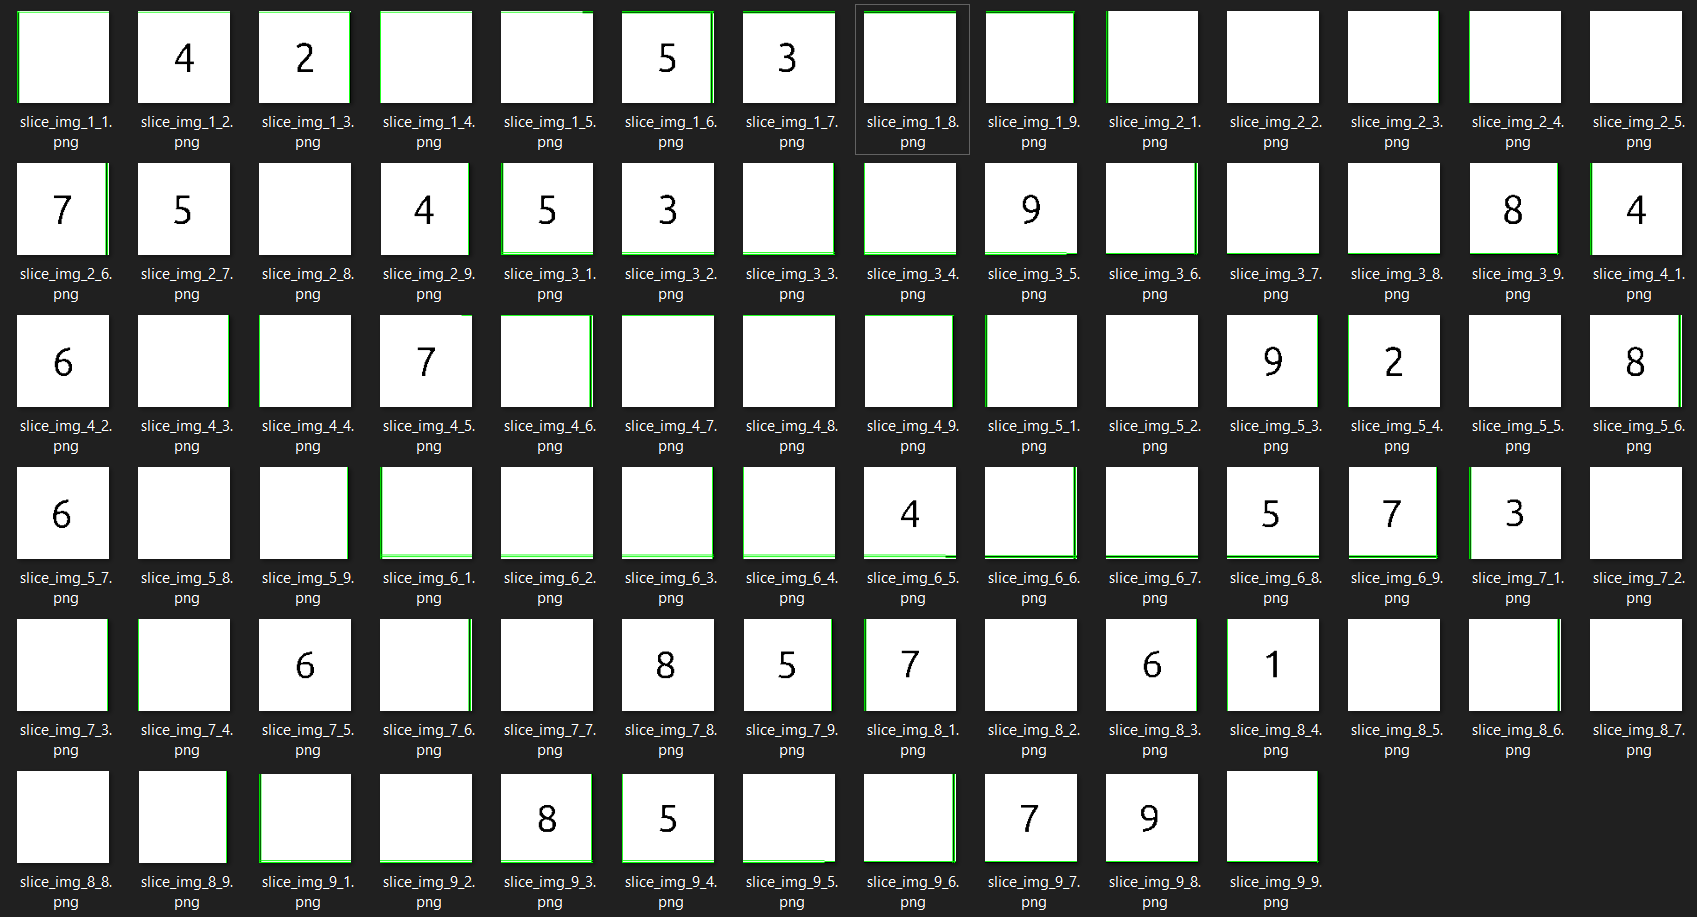 4 2 5 3
slice_img_1_1.png slice_img_1_2.png slice_img_1_3.png slice_img_1_4.png slice_img_1_5.png slice_img_1_6.png slice_img_1_7.png slice_img_1_8.png slice_img_1_9.png slice_img_2_1.png slice_img_2_2.png slice_img_2_3.png slice_img_2_4.png slice_img_2_5.png
7 5 4 5 3 9 8 4
slice_img_2_6.png slice_img_2_7.png slice_img_2_8.png slice_img_2_9.png slice_img_3_1.png slice_img_3_2.png slice_img_3_3.png slice_img_3_4.png slice_img_3_5.png slice_img_3_6.png slice_img_3_7.png slice_img_3_8.png slice_img_3_9.png slice_img_4_1.png
6 7 9 2 8
slice_img_4_2.png slice_img_4_3.png slice_img_4_4.png slice_img_4_5.png slice_img_4_6.png slice_img_4_7.png slice_img_4_8.png slice_img_4_9.png slice_img_5_1.png slice_img_5_2.png slice_img_5_3.png slice_img_5_4.png slice_img_5_5.png slice_img_5_6.png
6 4 5 7 3
slice_img_5_7.png slice_img_5_8.png slice_img_5_9.png slice_img_6_1.png slice_img_6_2.png slice_img_6_3.png slice_img_6_4.png slice_img_6_5.png slice_img_6_6.png slice_img_6_7.png slice_img_6_8.png slice_img_6_9.png slice_img_7_1.png slice_img_7_2.png
6 8 5 7 6 1
slice_img_7_3.png slice_img_7_4.png slice_img_7_5.png slice_img_7_6.png slice_img_7_7.png slice_img_7_8.png slice_img_7_9.png slice_img_8_1.png slice_img_8_2.png slice_img_8_3.png slice_img_8_4.png slice_img_8_5.png slice_img_8_6.png slice_img_8_7.png
8 5 7 9
slice_img_8_8.png slice_img_8_9.png slice_img_9_1.png slice_img_9_2.png slice_img_9_3.png slice_img_9_4.png slice_img_9_5.png slice_img_9_6.png slice_img_9_7.png slice_img_9_8.png slice_img_9_9.png